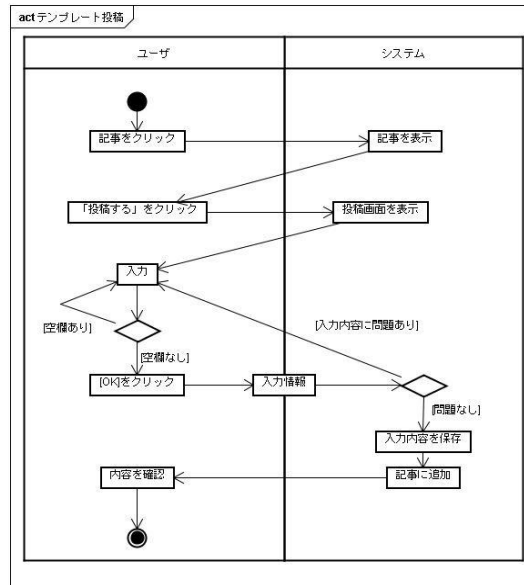 act テンプレート投稿
ユーザ
システム
記事をクリック
記事を表示
「投稿する」をクリック
投稿画面を表示
入力
[空欄あり]
[入力内容に問題あり]
[空欄なし]
[OK]をクリック
入力情報
[問題なし]
入力内容を保存
内容を確認
記事に追加